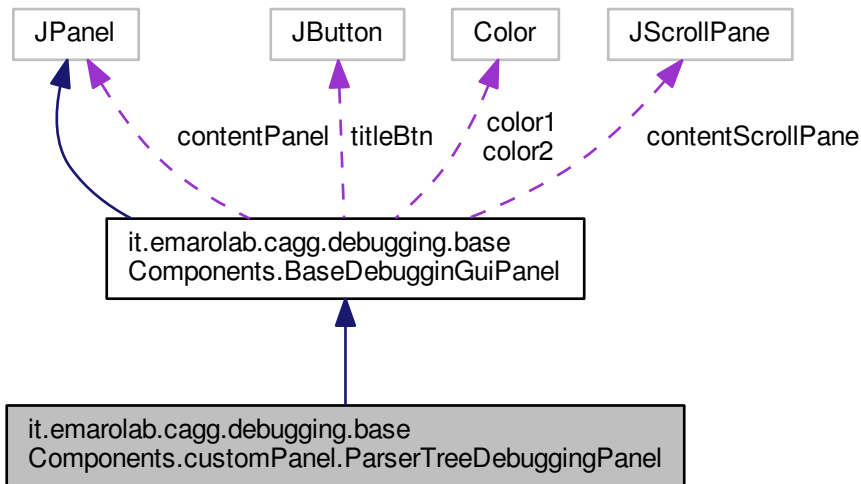 JPanel
JButton
Color
JScrollPane
contentPanel
titleBtn
color1
color2
contentScrollPane
it.emarolab.cagg.debugging.base
Components.BaseDebugginGuiPanel
it.emarolab.cagg.debugging.base
Components.customPanel.ParserTreeDebuggingPanel